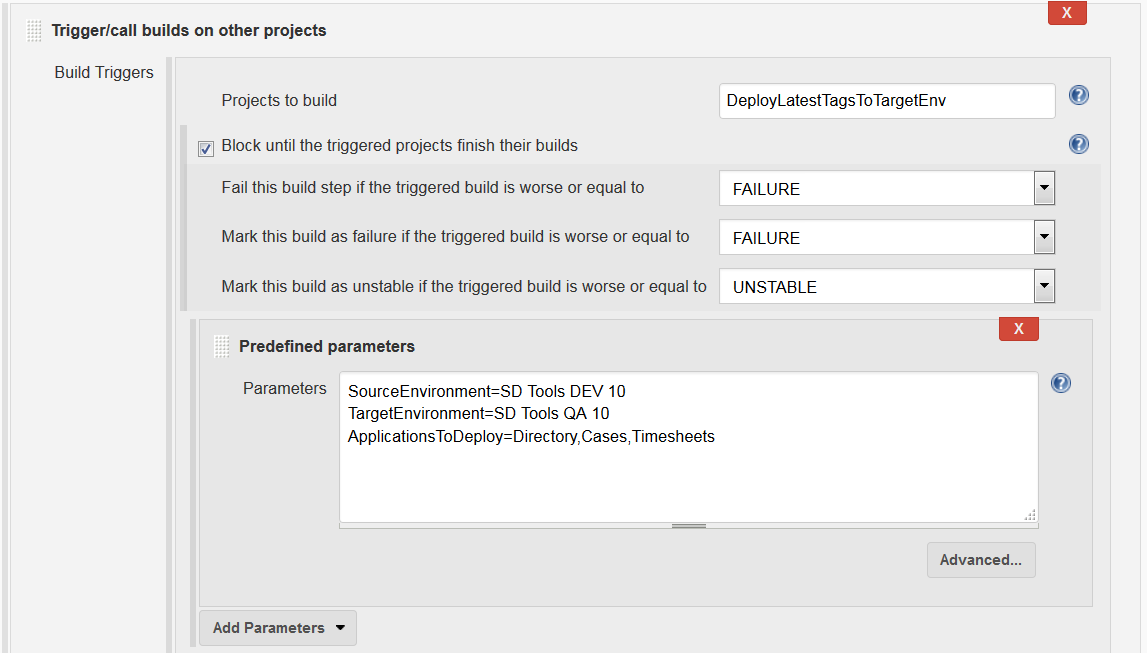 X
Trigger/call builds on other projects
Build Triggers
Projects to build
DeployLatestTagsToTargetEnv
?
Block until the triggered projects finish their builds
?
Fail this build step if the triggered build is worse or equal to
FAILURE
Mark this build as failure if the triggered build is worse or equal to
FAILURE
Mark this build as unstable if the triggered build is worse or equal to
UNSTABLE
X
Predefined parameters
Parameters
SourceEnvironment=SD Tools DEV 10
TargetEnvironment=SD Tools QA 10
ApplicationsToDeploy=Directory,Cases,Timesheets
?
Advanced...
Add Parameters